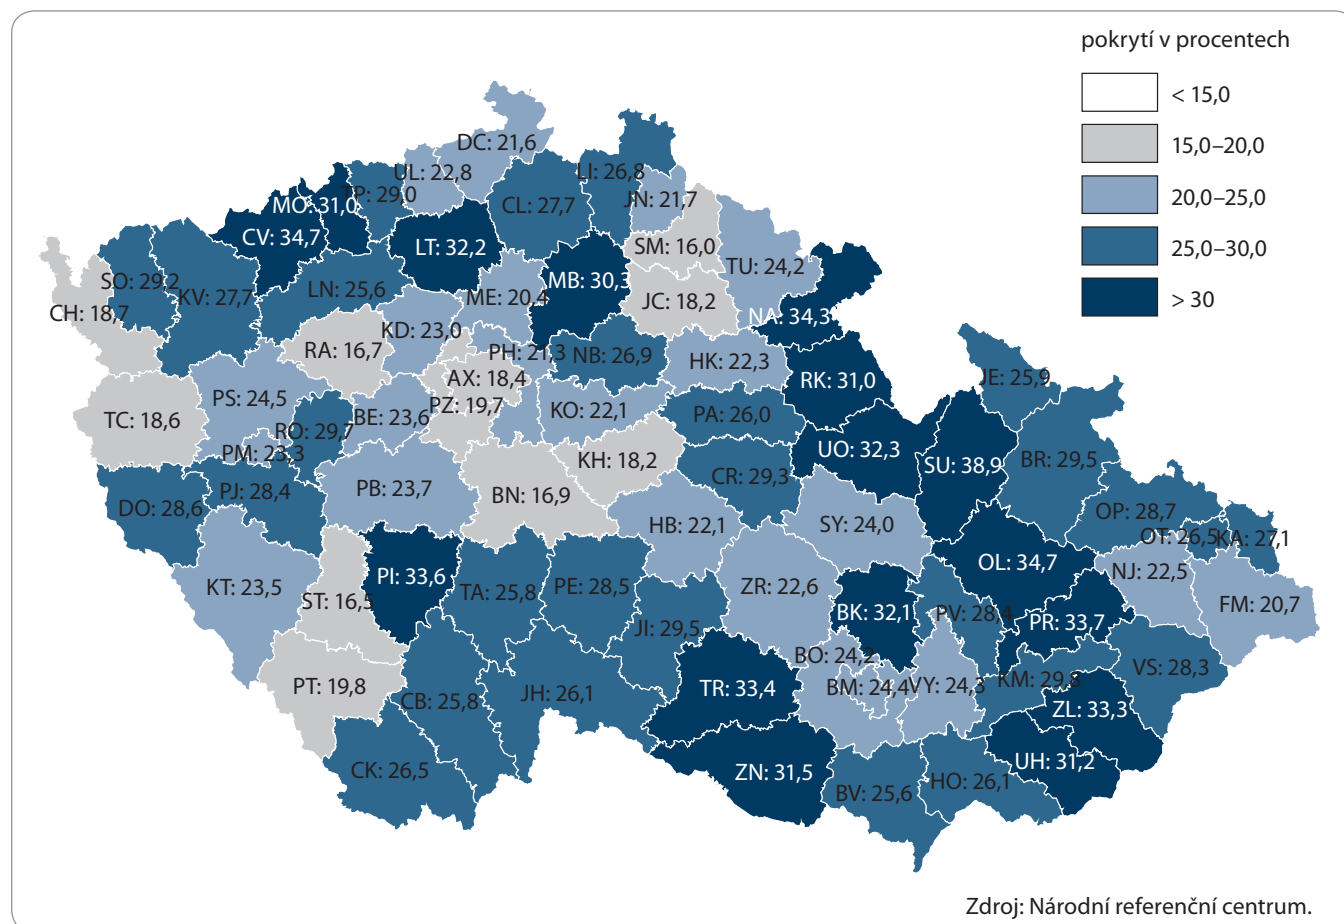 pokrytí v procentech
< 15,0
15,0–20,0
20,0–25,0
25,0–30,0
> 30
DC: 21,6
UL: 22,8
LI: 26,8
TP: 29,0
JN: 21,7
MO: 31,0
CL: 27,7
CV: 34,7
LT: 32,2
SM: 16,0
TU: 24,2
SO: 29,2
MB: 30,3
KV: 27,7
LN: 25,6
ME: 20,4
JC: 18,2
CH: 18,7
NA: 34,3
KD: 23,0
RA: 16,7
PH: 21,3
NB: 26,9
HK: 22,3
AX: 18,4
RK: 31,0
JE: 25,9
PS: 24,5
PZ: 19,7
TC: 18,6
BE: 23,6
KO: 22,1
PA: 26,0
RO: 29,7
PM: 23,3
UO: 32,3
KH: 18,2
SU: 38,9
BR: 29,5
CR: 29,3
PJ: 28,4
PB: 23,7
BN: 16,9
DO: 28,6
OP: 28,7
HB: 22,1
SY: 24,0
OT: 26,5
KA: 27,1
OL: 34,7
NJ: 22,5
PI: 33,6
KT: 23,5
ZR: 22,6
TA: 25,8
PE: 28,5
ST: 16,5
FM: 20,7
BK: 32,1
PV: 28,4
PR: 33,7
JI: 29,5
BO: 24,2
VS: 28,3
KM: 29,8
PT: 19,8
TR: 33,4
BM: 24,4
VY: 24,3
CB: 25,8
JH: 26,1
ZL: 33,3
UH: 31,2
CK: 26,5
ZN: 31,5
HO: 26,1
BV: 25,6
Zdroj: Národní referenční centrum.